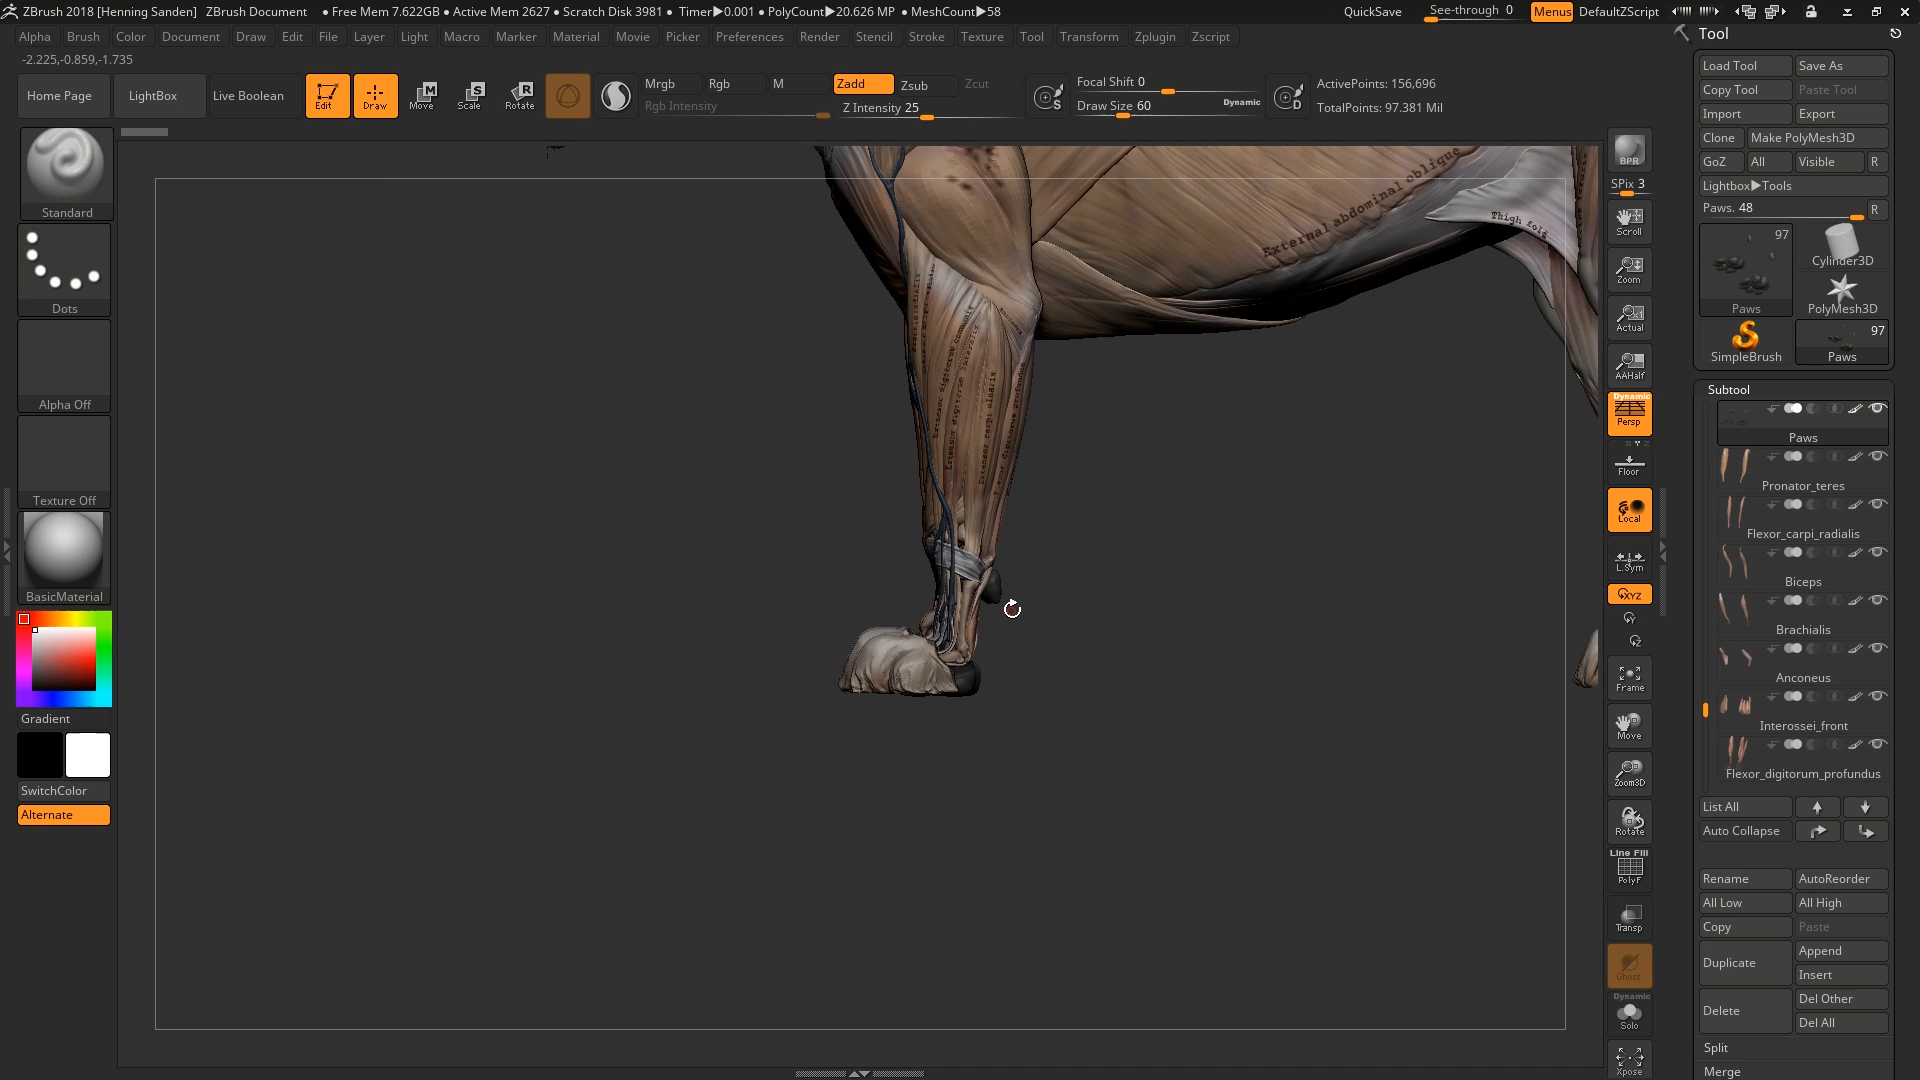 ZBrush 2018 [Henning Sanden] ZBrush Document • Free Mem 7.622GB • Active Mem 2627 • Scratch Disk 3981 • Timer▶0.001 • PolyCount▶20.626 MP • MeshCount▶58 QuickSave See-through 0 Menus DefaultZScript
Alpha Brush Color Document Draw Edit File Layer Light Macro Marker Material Movie Picker Preferences Render Stencil Stroke Texture Tool Transform Zplugin Zscript
-2.225,-0.859,-1.735
Home Page LightBox Live Boolean Edit Draw Move Scale Rotate
Mrgb Rgb M Zadd Zsub Zcut
Rgb Intensity Z Intensity 25
Focal Shift 0
Draw Size 60 Dynamic
ActivePoints: 156,696
TotalPoints: 97.381 Mil
Standard
Dots
Alpha Off
Texture Off
BasicMaterial
Gradient
SwitchColor
Alternate
External abdominal oblique
Thigh fold
BPR
SPix 3
Scroll
Zoom
Actual
AAHalf
Dynamic
Persp
Floor
Local
L.Sym
XYZ
Frame
Move
Zoom3D
Rotate
Line Fill
PolyF
Transp
Ghost
Dynamic
Solo
Xpose
Tool
Load Tool Save As
Copy Tool Paste Tool
Import Export
Clone Make PolyMesh3D
GoZ All Visible R
Lightbox▶Tools
Paws. 48 R
97
Paws
Cylinder3D
PolyMesh3D
SimpleBrush
97
Paws
Subtool
Paws
Pronator_teres
Flexor_carpi_radialis
Biceps
Brachialis
Anconeus
Interossei_front
Flexor_digitorum_profundus
List All
Auto Collapse
Rename AutoReorder
All Low All High
Copy Paste
Duplicate Append
Insert
Delete Del Other
Del All
Split
Merge